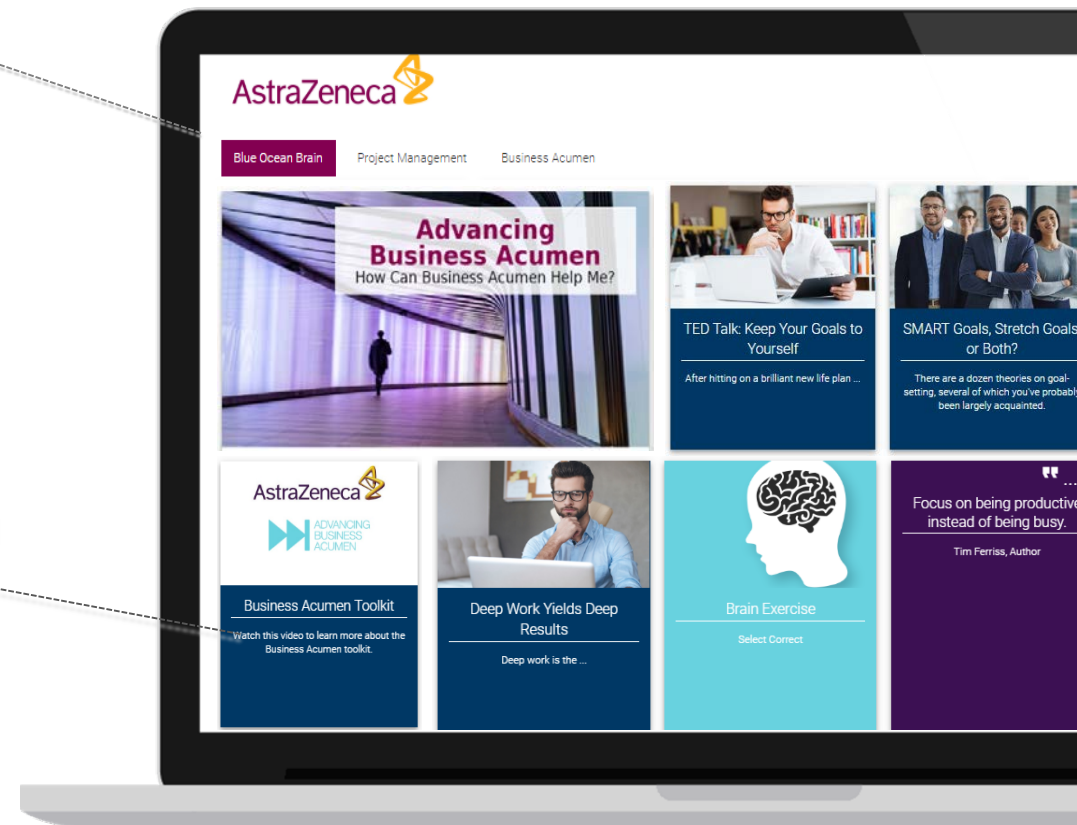 AstraZeneca
Blue Ocean Brain
Project Management
Business Acumen
Advancing
Business Acumen
How Can Business Acumen Help Me?
TED Talk: Keep Your Goals to
Yourself
After hitting on a brilliant new life plan ...
SMART Goals, Stretch Goals
or Both?
There are a dozen theories on goal-
setting, several of which you've probably
been largely acquainted.
AstraZeneca
ADVANCING
BUSINESS
ACUMEN
Business Acumen Toolkit
Watch this video to learn more about the
Business Acumen toolkit.
Deep Work Yields Deep
Results
Deep work is the ...
Brain Exercise
Select Correct
" ...
Focus on being productive
instead of being busy.
Tim Ferriss, Author